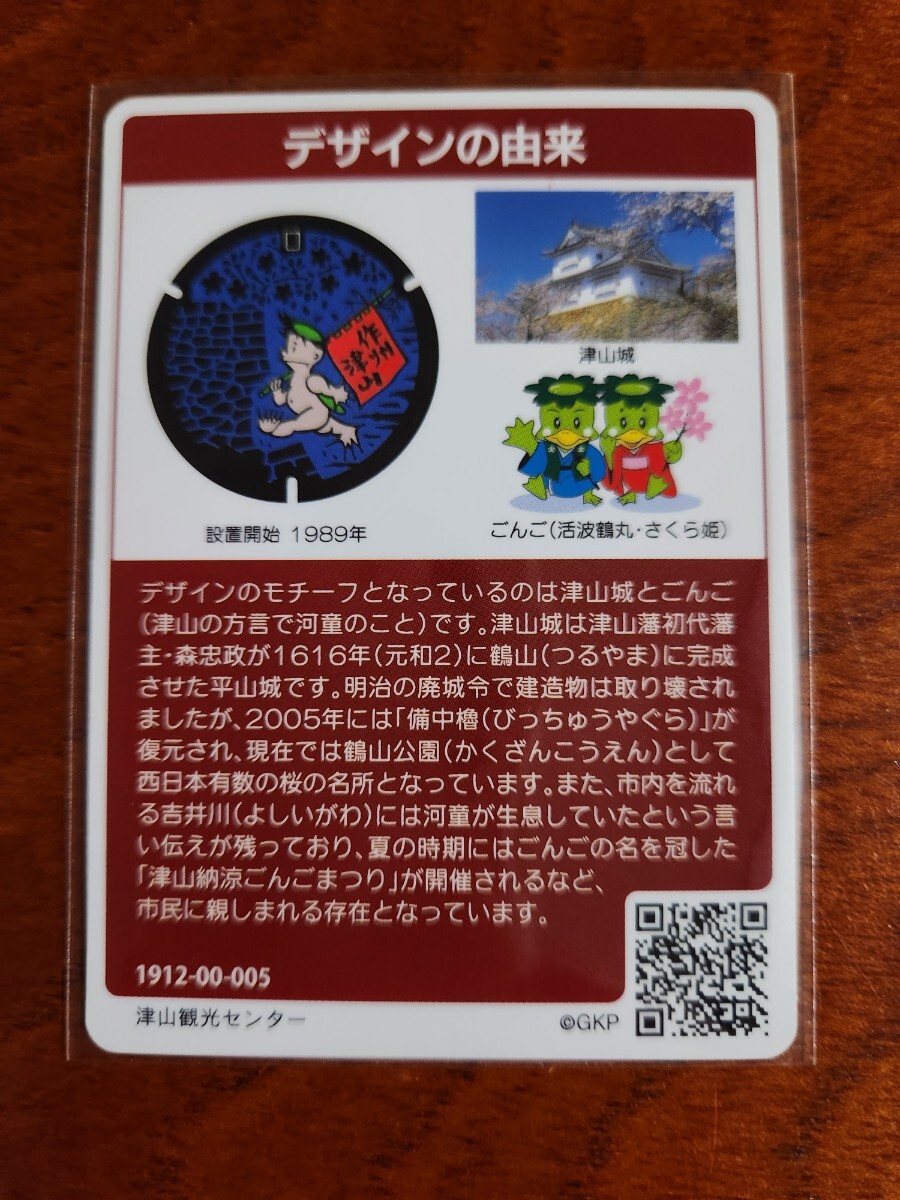 デザインの由来
作州
津山
津山城
設置開始 1989年
ごんご(活波鶴丸・さくら姫)
デザインのモチーフとなっているのは津山城とごんご
(津山の方言で河童のこと)です。津山城は津山藩初代藩
主・森忠政が1616年(元和2)に鶴山(つるやま)に完成
させた平山城です。明治の廃城令で建造物は取り壊され
ましたが、2005年には「備中櫓(びっちゅうやぐら)」が
復元され、現在では鶴山公園(かくざんこうえん)として
西日本有数の桜の名所となっています。また、市内を流れ
る吉井川(よしいがわ)には河童が生息していたという言
い伝えが残っており、夏の時期にはごんごの名を冠した
「津山納涼ごんごまつり」が開催されるなど、
市民に親しまれる存在となっています。
1912-00-005
津山観光センター
©GKP